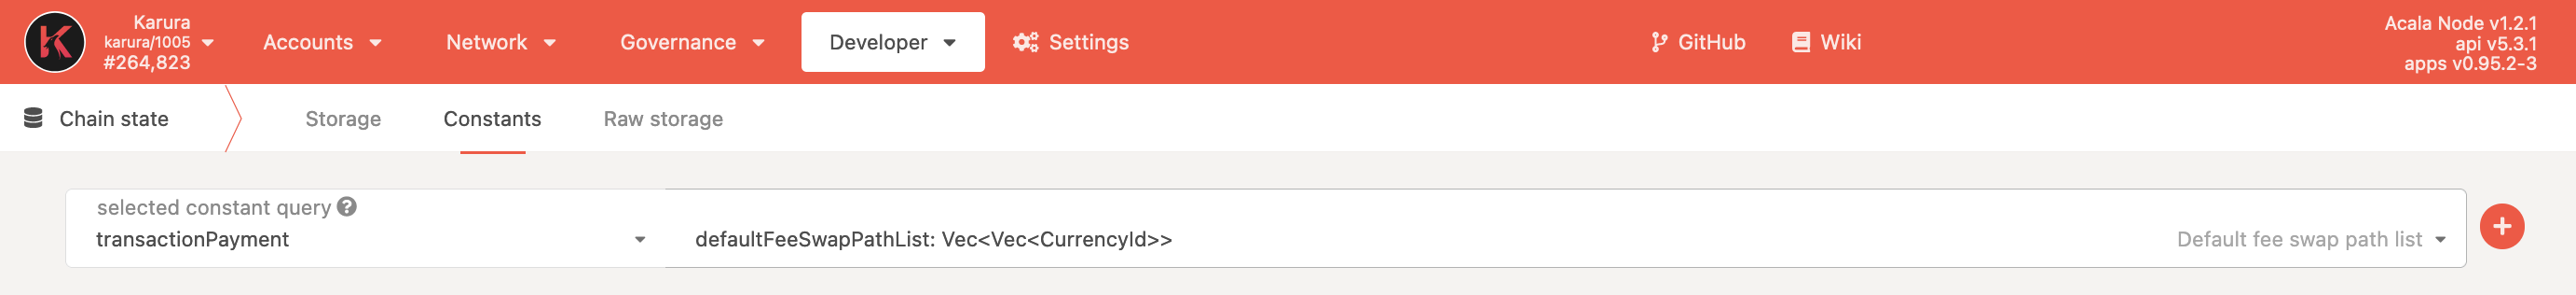 Karura
karura/1005
#264,823
Accounts
Network
Governance
Developer
Settings
GitHub
Wiki
Acala Node v1.2.1
api v5.3.1
apps v0.95.2-3
Chain state
Storage
Constants
Raw storage
selected constant query
transactionPayment
defaultFeeSwapPathList: Vec<Vec<CurrencyId>>
Default fee swap path list